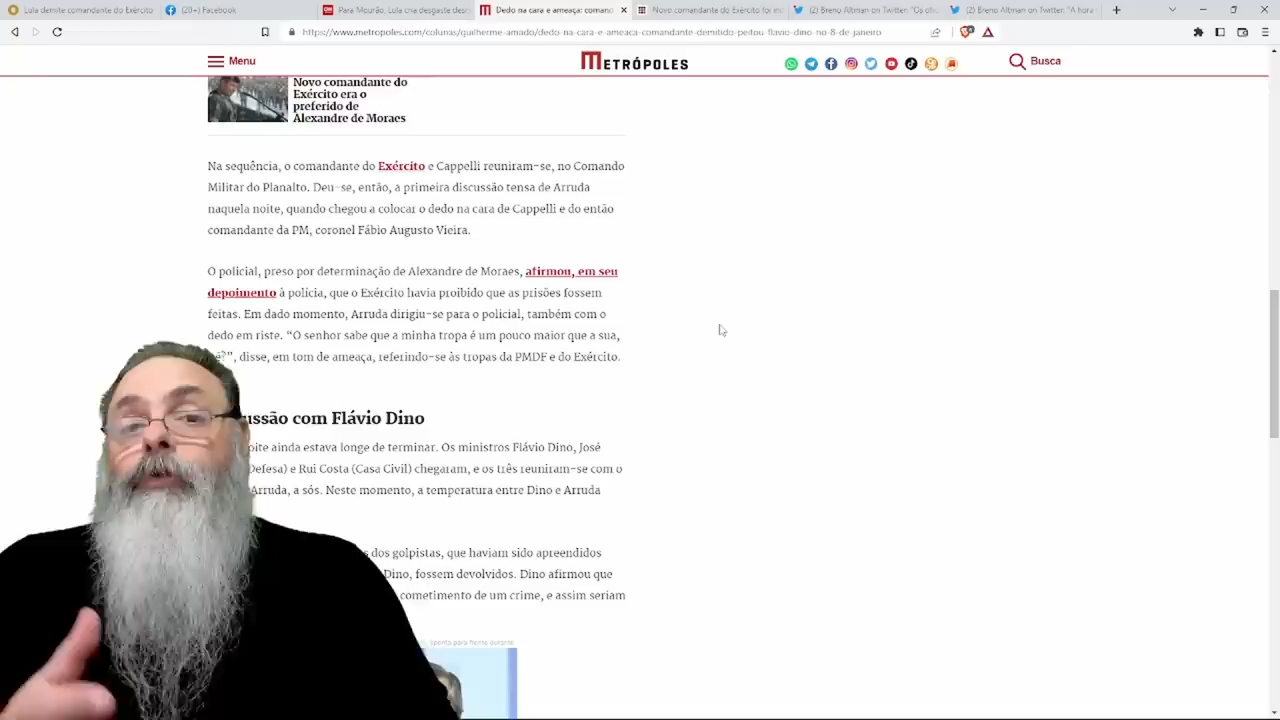 Lula demite comandante do Exército
(20+) Facebook
Para Mourão, Lula cria desgaste desn
Dedo na cara e ameaça: comand
Novo comandante do Exército foi in
(2) Breno Altman on Twitter: "Os ofic
(2) Breno Altman on Twitter: "A hora
https://www.metropoles.com/colunas/guilherme-amado/dedo-na-cara-e-ameaca-comandante-demitido-peitou-flavio-dino-no-8-de-janeiro
Menu
METRÓPOLES
Busca
Novo comandante do
Exército era o
preferido de
Alexandre de Moraes
Na sequência, o comandante do Exército e Cappelli reuniram-se, no Comando
Militar do Planalto. Deu-se, então, a primeira discussão tensa de Arruda
naquela noite, quando chegou a colocar o dedo na cara de Cappelli e do então
comandante da PM, coronel Fábio Augusto Vieira.
O policial, preso por determinação de Alexandre de Moraes, afirmou, em seu
depoimento à polícia, que o Exército havia proibido que as prisões fossem
feitas. Em dado momento, Arruda dirigiu-se para o policial, também com o
dedo em riste. “O senhor sabe que a minha tropa é um pouco maior que a sua,
disse, em tom de ameaça, referindo-se às tropas da PMDF e do Exército.
ussão com Flávio Dino
oite ainda estava longe de terminar. Os ministros Flávio Dino, José
Defesa) e Rui Costa (Casa Civil) chegaram, e os três reuniram-se com o
Arruda, a sós. Neste momento, a temperatura entre Dino e Arruda
s dos golpistas, que haviam sido apreendidos
Dino, fossem devolvidos. Dino afirmou que
cometimento de um crime, e assim seriam
aponta para frente durante